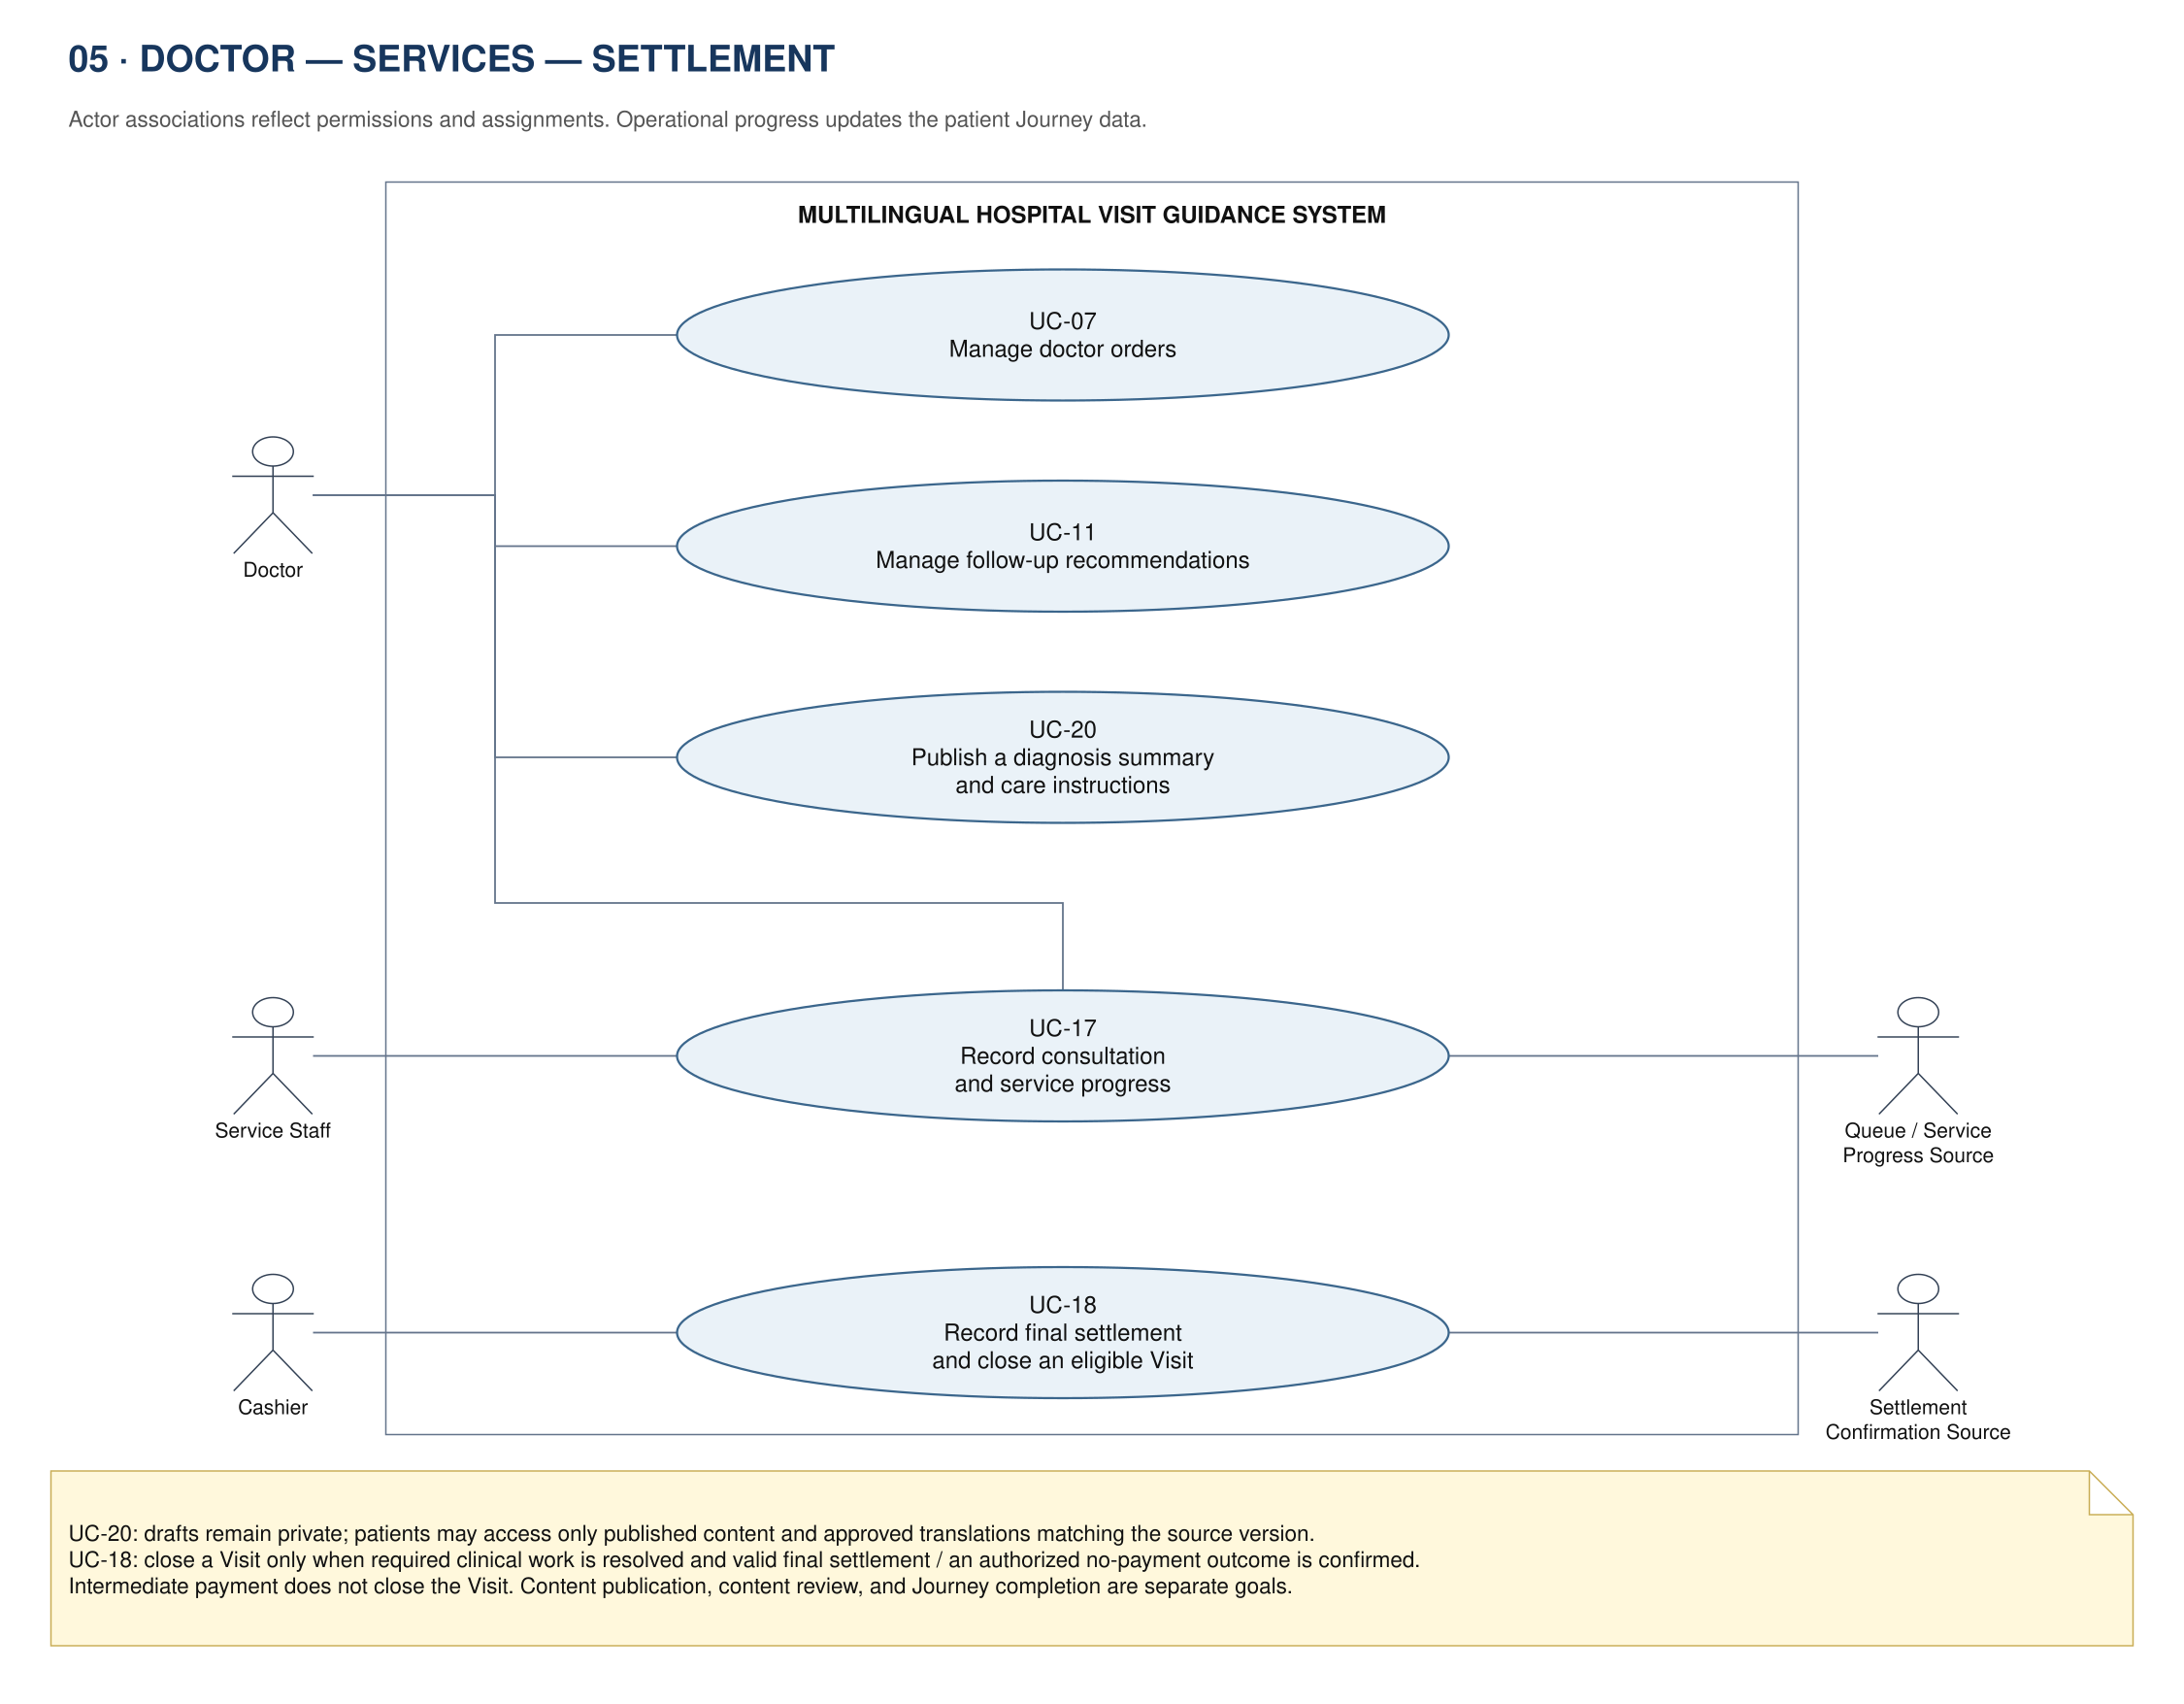 05 · DOCTOR — SERVICES — SETTLEMENT
Actor associations reflect permissions and assignments. Operational progress updates the patient Journey data.
MULTILINGUAL HOSPITAL VISIT GUIDANCE SYSTEM
UC-07
Manage doctor orders
Doctor
UC-11
Manage follow-up recommendations
UC-20
Publish a diagnosis summary
and care instructions
Service Staff
UC-17
Record consultation
and service progress
Queue / Service
Progress Source
Cashier
UC-18
Record final settlement
and close an eligible Visit
Settlement
Confirmation Source
UC-20: drafts remain private; patients may access only published content and approved translations matching the source version.
UC-18: close a Visit only when required clinical work is resolved and valid final settlement / an authorized no-payment outcome is confirmed.
Intermediate payment does not close the Visit. Content publication, content review, and Journey completion are separate goals.